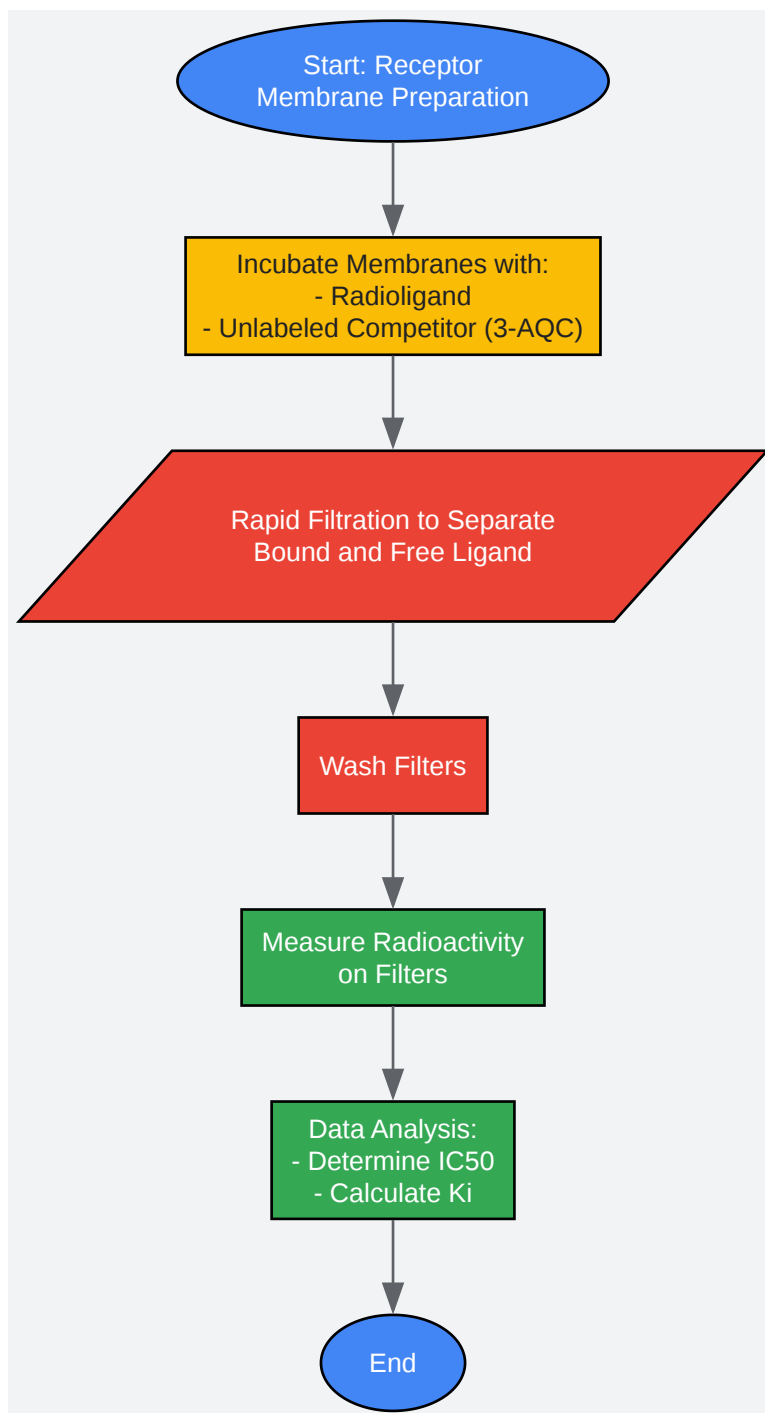 Start: Receptor
Membrane Preparation
Incubate Membranes with:
- Radioligand
- Unlabeled Competitor (3-AQC)
Rapid Filtration to Separate
Bound and Free Ligand
Wash Filters
Measure Radioactivity
on Filters
Data Analysis:
- Determine IC50
- Calculate Ki
End